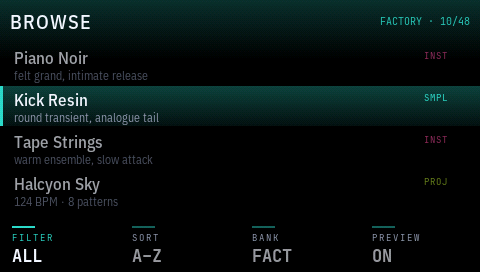 BROWSE
FACTORY · 10/48
Piano Noir
INST
felt grand, intimate release
Kick Resin
SMPL
round transient, analogue tail
Tape Strings
INST
warm ensemble, slow attack
Halcyon Sky
PROJ
124 BPM · 8 patterns
FILTER SORT BANK PREVIEW
ALL A–Z FACT ON